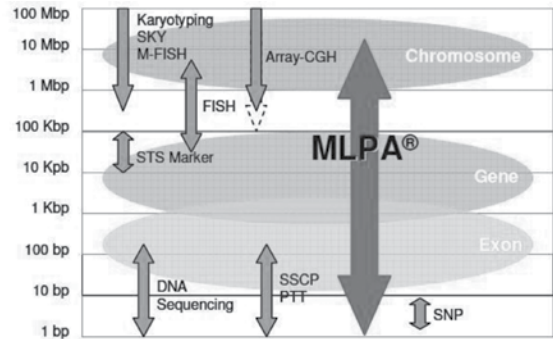 100 Mbp
10 Mbp
1 Mbp
100 Kbp
10 Kpb
1 Kbp
100 bp
10 bp
1 bp
Karyotyping
SKY
M-FISH
Array-CGH
Chromosome
FISH
MLPA®
STS Marker
Gene
Exon
DNA
Sequencing
SSCP
PTT
SNP